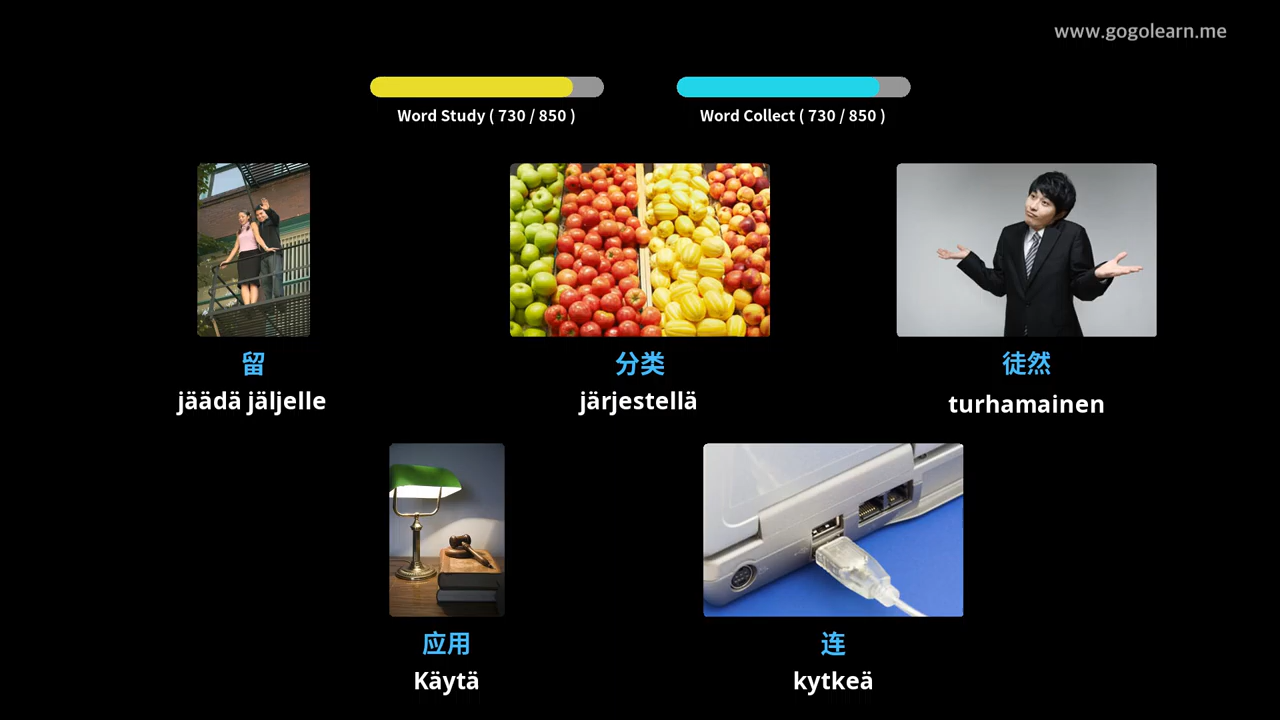 www.gogolearn.me
Word Study ( 730 / 850 )
Word Collect ( 730 / 850 )
留
jäädä jäljelle
分类
järjestellä
徒然
turhamainen
应用
Käytä
连
kytkeä